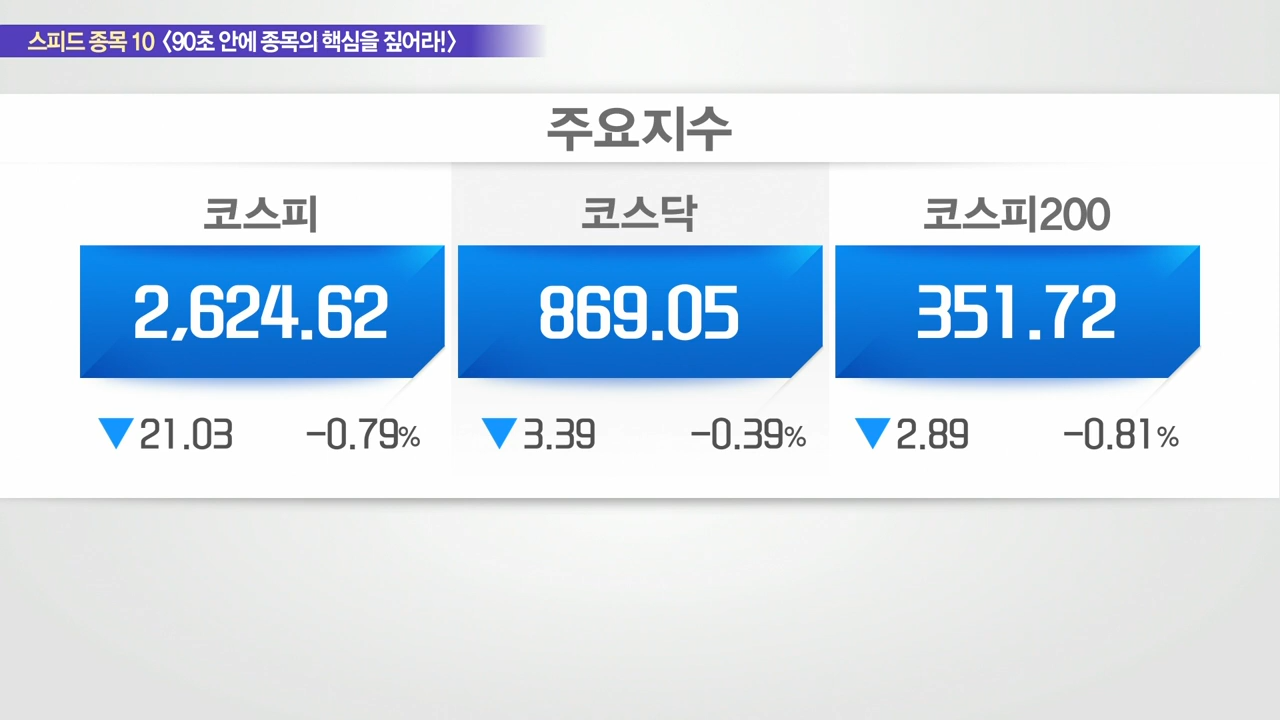 스피드 종목 10 <90초 안에 종목의 핵심을 짚어라!>
주요지수
코스피 코스닥 코스피200
2,624.62 869.05 351.72
▼21.03 -0.79% ▼3.39 -0.39% ▼2.89 -0.81%